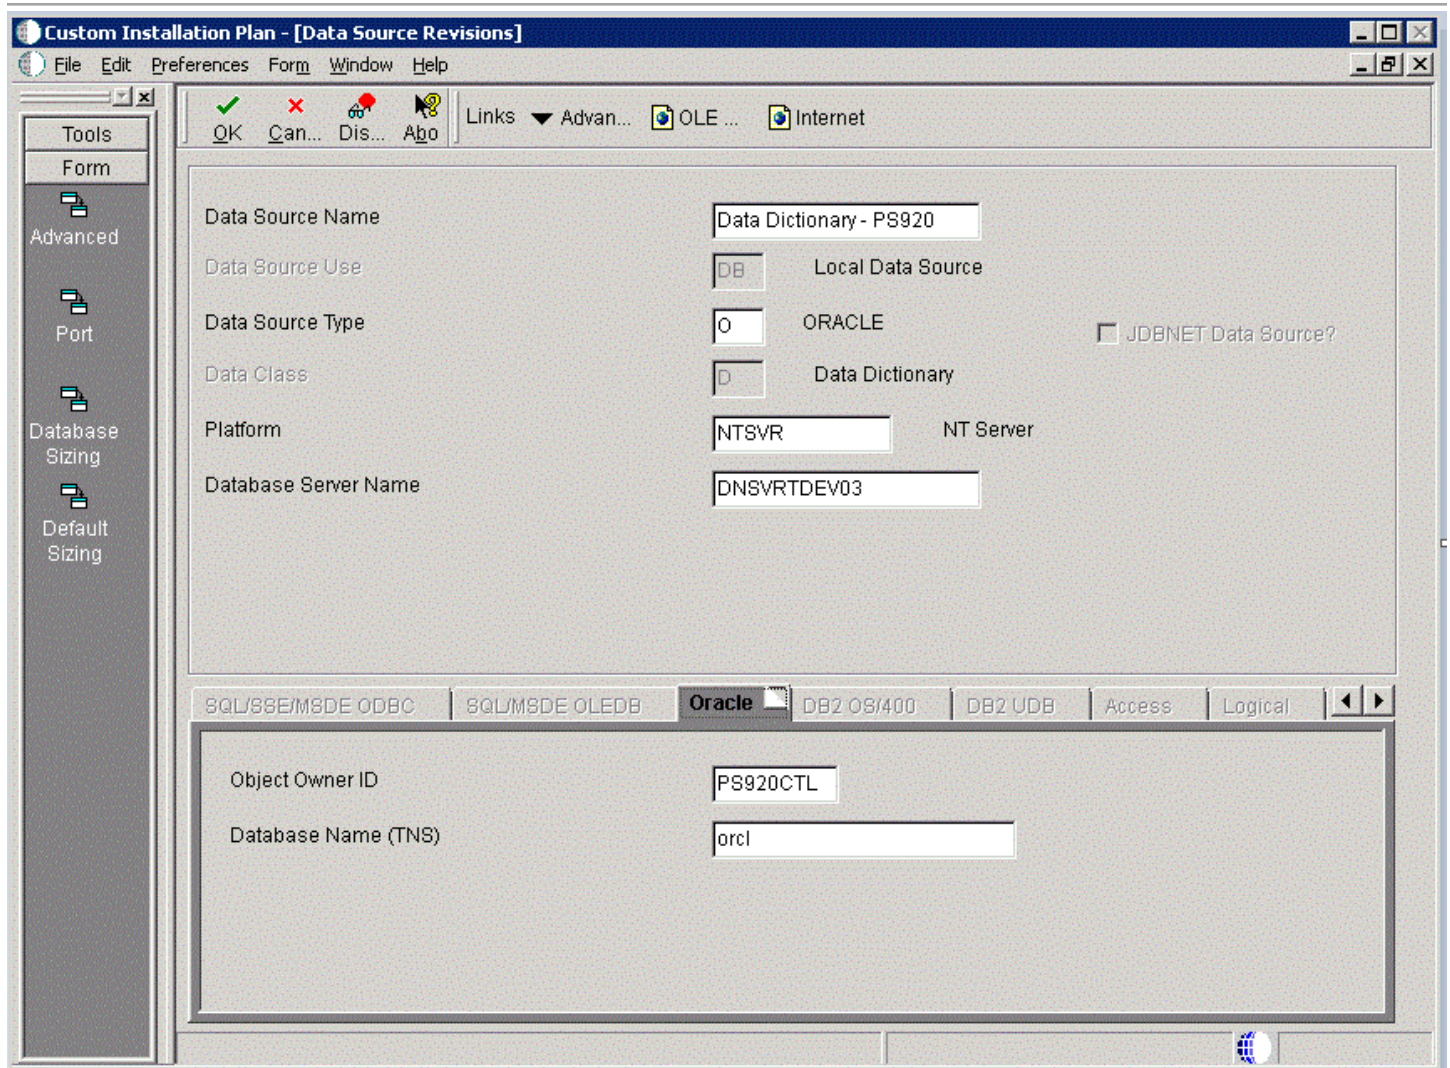 Custom Installation Plan - [Data Source Revisions]
File Edit Preferences Form Window Help
OK Can... Dis... Abo Links Advan... OLE ... Internet
Tools
Form
Advanced
Port
Database
Sizing
Default
Sizing
Data Source Name Data Dictionary - PS920
Data Source Use DB Local Data Source
Data Source Type O ORACLE JDBNET Data Source?
Data Class D Data Dictionary
Platform NTSVR NT Server
Database Server Name DNSVRTDEV03
SQL/SSE/MSDE ODBC SQL/MSDE OLEDB Oracle DB2 OS/400 DB2 UDB Access Logical
Object Owner ID PS920CTL
Database Name (TNS) orcl